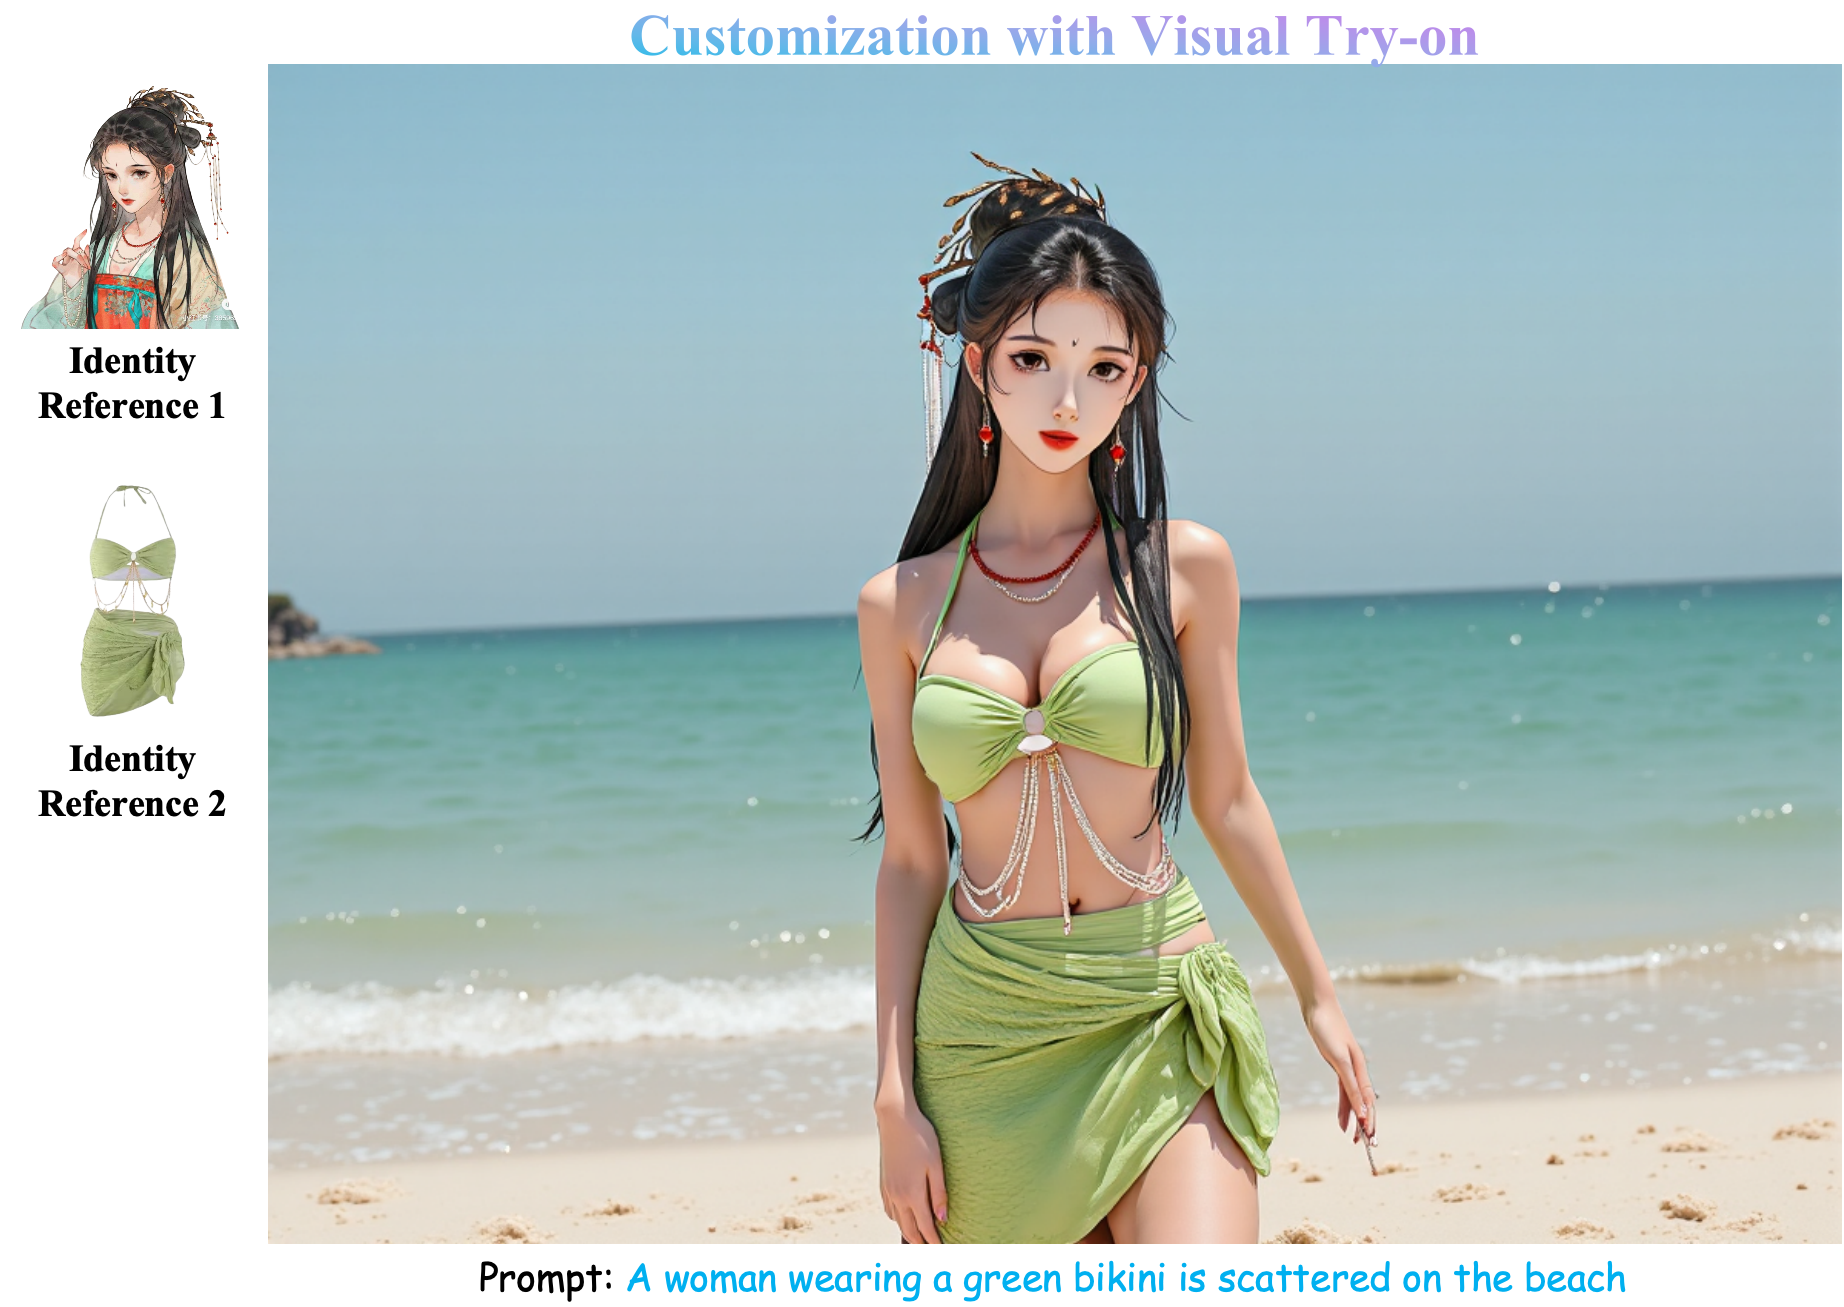 Customization with Visual Try-on
Identity
Reference 1
Identity
Reference 2
Prompt: A woman wearing a green bikini is scattered on the beach